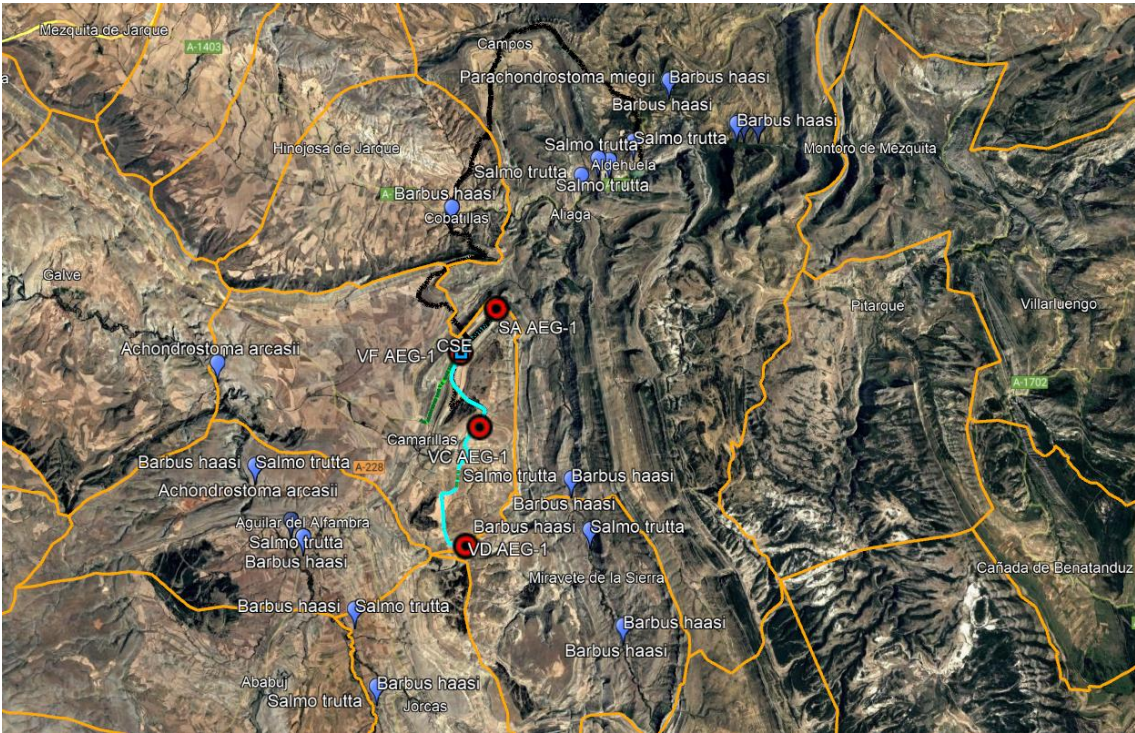 Mezquita de Jarque
A-1403
Campos
Parachondrostoma miegii
Barbus haasi
Barbus haasi
Barbus haasi
Hinojosa de Jarque
Salmo trutta
Salmo trutta
Montoro de Mezquita
Aldehuela
Salmo trutta
Salmo trutta
Barbus haasi
Cobatillas
Aliaga
Galve
Pitarque
Villarluengo
SA AEG-1
CSE
VF AEG-1
Achondrostoma arcasii
A-1702
Camarillas
VC AEG-1
A-228
Barbus haasi
Salmo trutta
Achondrostoma arcasii
Salmo trutta
Barbus haasi
Barbus haasi
Aguilar del Alfambra
Barbus haasi
Salmo trutta
Salmo trutta
VD AEG-1
Barbus haasi
Miravete de la Sierra
Cañada de Benatanduz
Barbus haasi
Salmo trutta
Barbus haasi
Barbus haasi
Ababuj
Barbus haasi
Salmo trutta
Jorcas